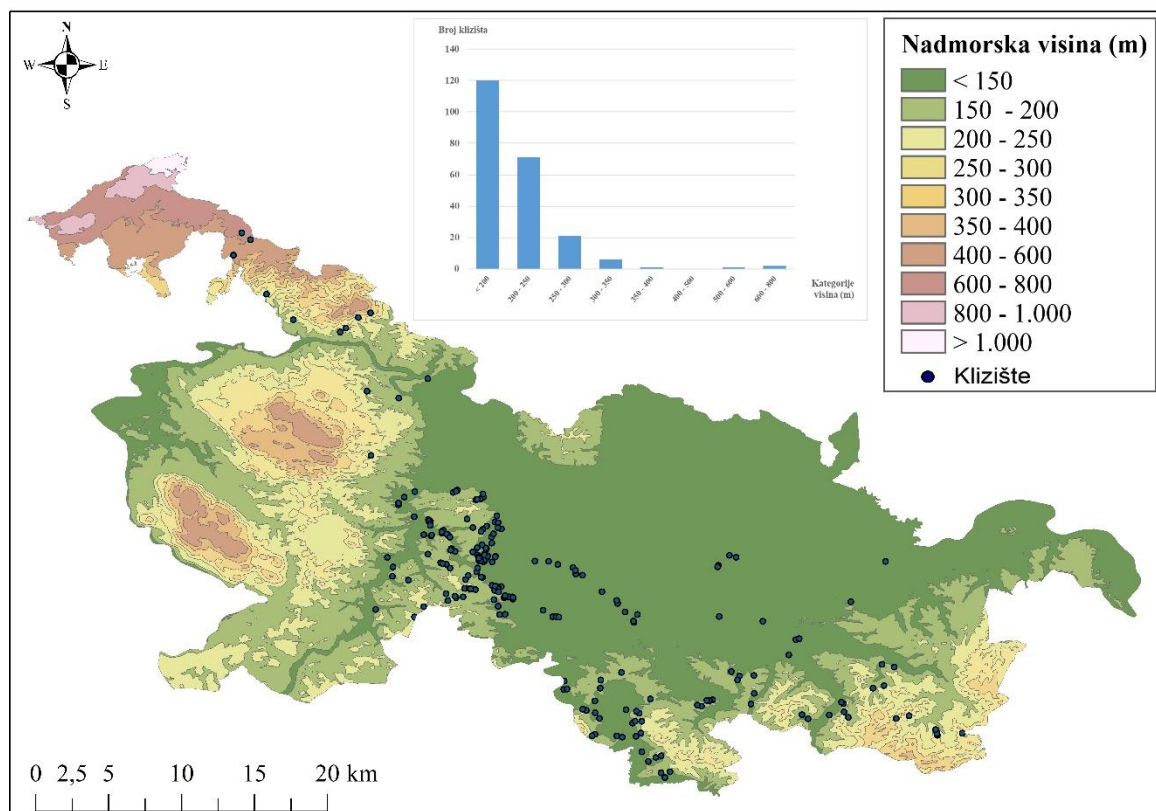 N
W
E
S
Broj klizišta
140
120
100
80
60
40
20
0
< 200
200 - 250
250 - 300
300 - 350
350 - 400
400 - 500
500 - 600
600 - 800
Kategorije
visina (m)
Nadmorska visina (m)
< 150
150 - 200
200 - 250
250 - 300
300 - 350
350 - 400
400 - 600
600 - 800
800 - 1.000
> 1.000
Klizište
0 2,5 5 10 15 20 km